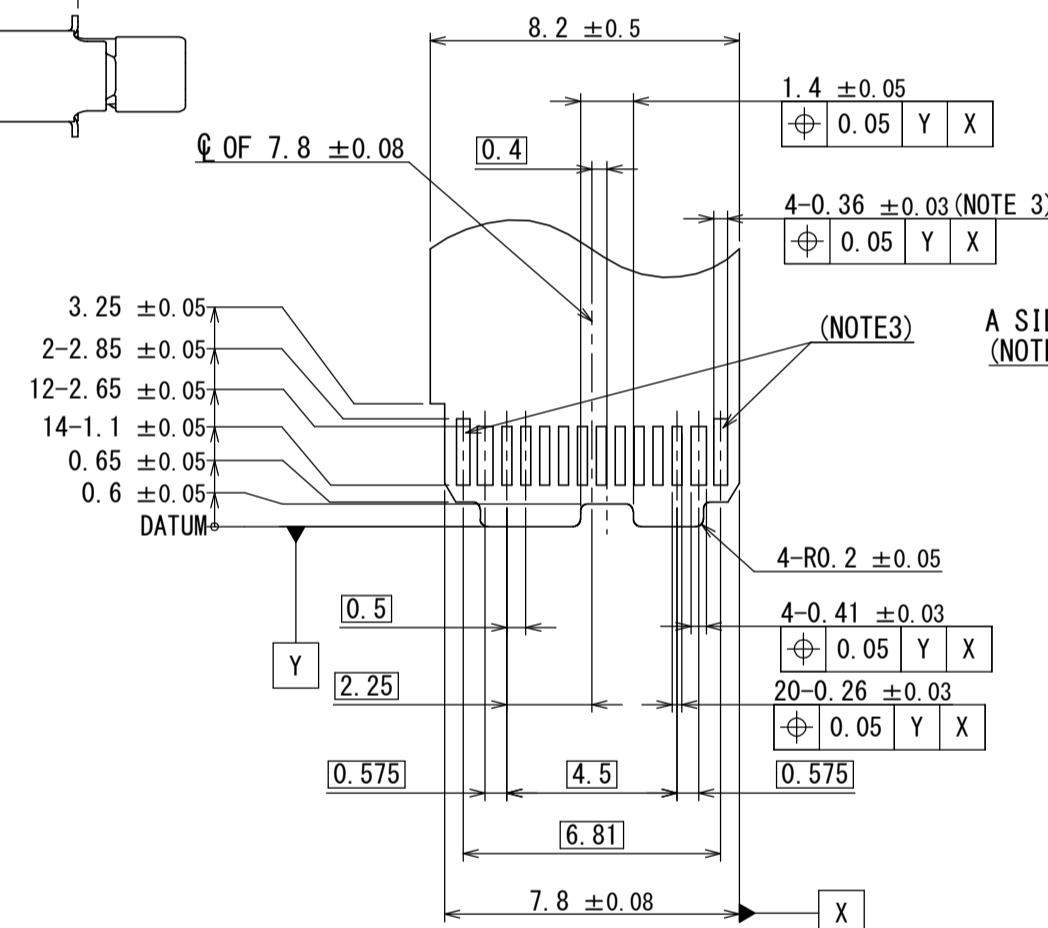 8.2 ±0.5
1.4 ±0.05
⌖ 0.05 Y X
℄ OF 7.8 ±0.08
0.4
4-0.36 ±0.03(NOTE 3)
⌖ 0.05 Y X
3.25 ±0.05
(NOTE3)
A SI
(NOT
2-2.85 ±0.05
12-2.65 ±0.05
14-1.1 ±0.05
0.65 ±0.05
0.6 ±0.05
DATUM
4-R0.2 ±0.05
0.5
4-0.41 ±0.03
⌖ 0.05 Y X
Y
2.25
20-0.26 ±0.03
⌖ 0.05 Y X
0.575
4.5
0.575
6.81
7.8 ±0.08
X